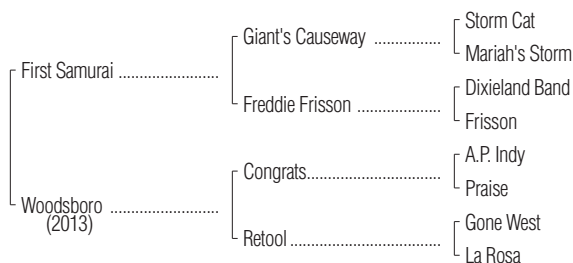 Storm Cat
Giant's Causeway ................
Mariah's Storm
First Samurai ........................
Dixieland Band
Freddie Frisson ....................
Frisson
A.P. Indy
Congrats................................
Praise
Woodsboro ..........................
(2013)
Gone West
Retool ....................................
La Rosa